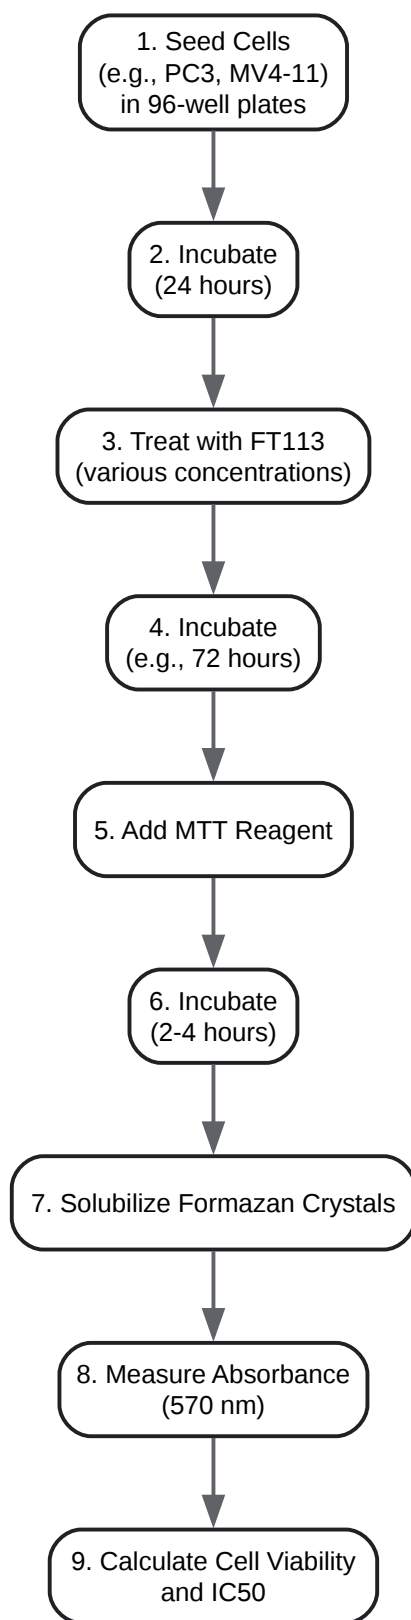 1. Seed Cells
(e.g., PC3, MV4-11)
in 96-well plates
2. Incubate
(24 hours)
3. Treat with FT113
(various concentrations)
4. Incubate
(e.g., 72 hours)
5. Add MTT Reagent
6. Incubate
(2-4 hours)
7. Solubilize Formazan Crystals
8. Measure Absorbance
(570 nm)
9. Calculate Cell Viability
and IC50